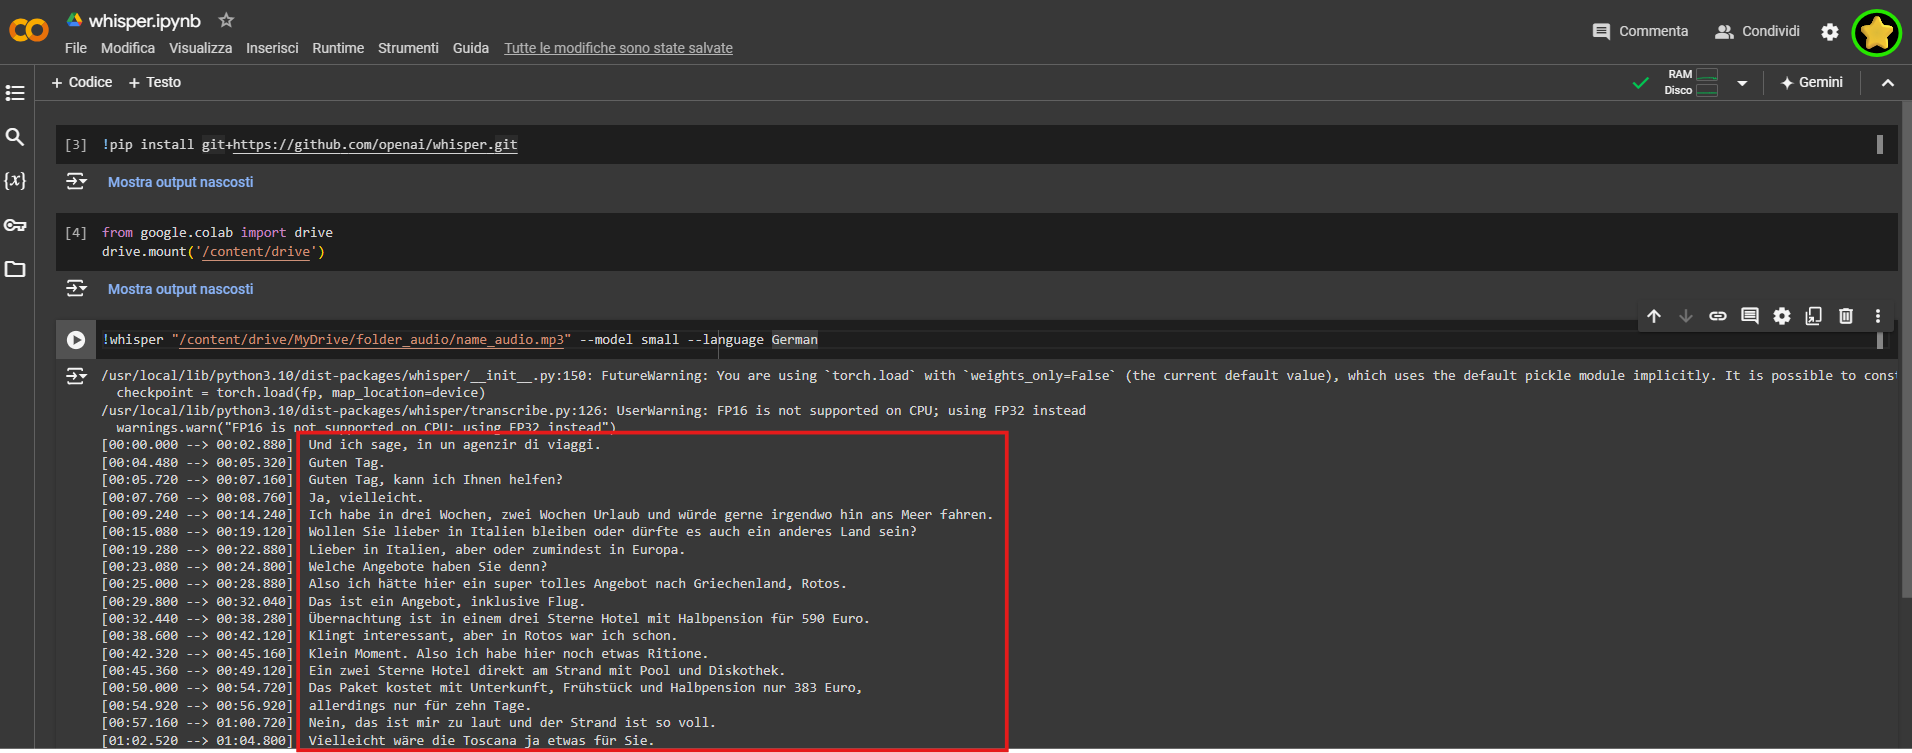 whisper.ipynb
File Modifica Visualizza Inserisci Runtime Strumenti Guida Tutte le modifiche sono state salvate
Commenta Condividi
+ Codice + Testo
RAM
Disco
Gemini
[3] !pip install git+https://github.com/openai/whisper.git
Mostra output nascosti
[4] from google.colab import drive
drive.mount('/content/drive')
Mostra output nascosti
!whisper "/content/drive/MyDrive/folder_audio/name_audio.mp3" --model small --language German
/usr/local/lib/python3.10/dist-packages/whisper/__init__.py:150: FutureWarning: You are using `torch.load` with `weights_only=False` (the current default value), which uses the default pickle module implicitly. It is possible to cons
checkpoint = torch.load(fp, map_location=device)
/usr/local/lib/python3.10/dist-packages/whisper/transcribe.py:126: UserWarning: FP16 is not supported on CPU; using FP32 instead
warnings.warn("FP16 is not supported on CPU; using FP32 instead")
[00:00.000 --> 00:02.880] Und ich sage, in un agenzir di viaggi.
[00:04.480 --> 00:05.320] Guten Tag.
[00:05.720 --> 00:07.160] Guten Tag, kann ich Ihnen helfen?
[00:07.760 --> 00:08.760] Ja, vielleicht.
[00:09.240 --> 00:14.240] Ich habe in drei Wochen, zwei Wochen Urlaub und würde gerne irgendwo hin ans Meer fahren.
[00:15.080 --> 00:19.120] Wollen Sie lieber in Italien bleiben oder dürfte es auch ein anderes Land sein?
[00:19.280 --> 00:22.880] Lieber in Italien, aber oder zumindest in Europa.
[00:23.080 --> 00:24.800] Welche Angebote haben Sie denn?
[00:25.000 --> 00:28.880] Also ich hätte hier ein super tolles Angebot nach Griechenland, Rotos.
[00:29.800 --> 00:32.040] Das ist ein Angebot, inklusive Flug.
[00:32.440 --> 00:38.280] Übernachtung ist in einem drei Sterne Hotel mit Halbpension für 590 Euro.
[00:38.600 --> 00:42.120] Klingt interessant, aber in Rotos war ich schon.
[00:42.320 --> 00:45.160] Klein Moment. Also ich habe hier noch etwas Ritione.
[00:45.360 --> 00:49.120] Ein zwei Sterne Hotel direkt am Strand mit Pool und Diskothek.
[00:50.000 --> 00:54.720] Das Paket kostet mit Unterkunft, Frühstück und Halbpension nur 383 Euro,
[00:54.920 --> 00:56.920] allerdings nur für zehn Tage.
[00:57.160 --> 01:00.720] Nein, das ist mir zu laut und der Strand ist so voll.
[01:02.520 --> 01:04.800] Vielleicht wäre die Toscana ja etwas für Sie.